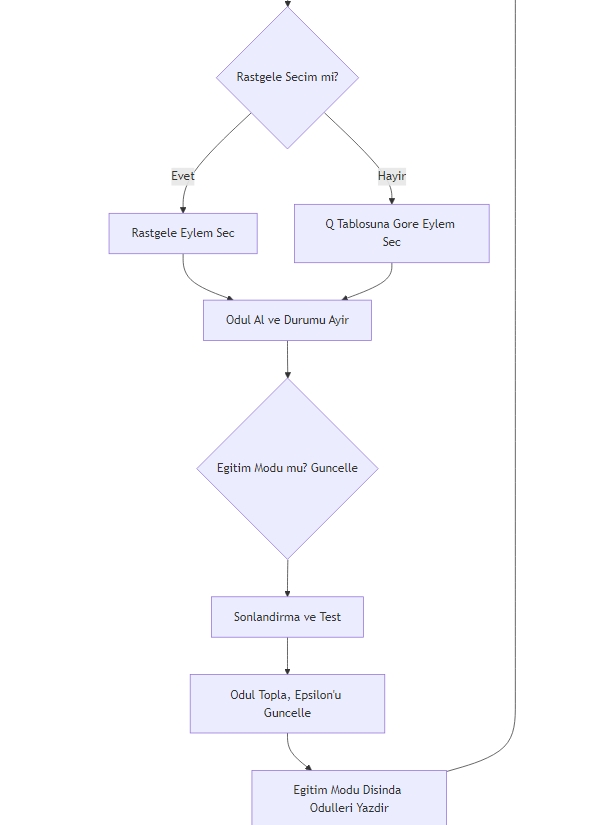 Rastgele Secim mi?
Evet
Hayir
Rastgele Eylem Sec
Q Tablosuna Gore Eylem
Sec
Odul Al ve Durumu Ayir
Egitim Modu mu? Guncelle
Sonlandirma ve Test
Odul Topla, Epsilon'u
Guncelle
Egitim Modu Disinda
Odulleri Yazdir